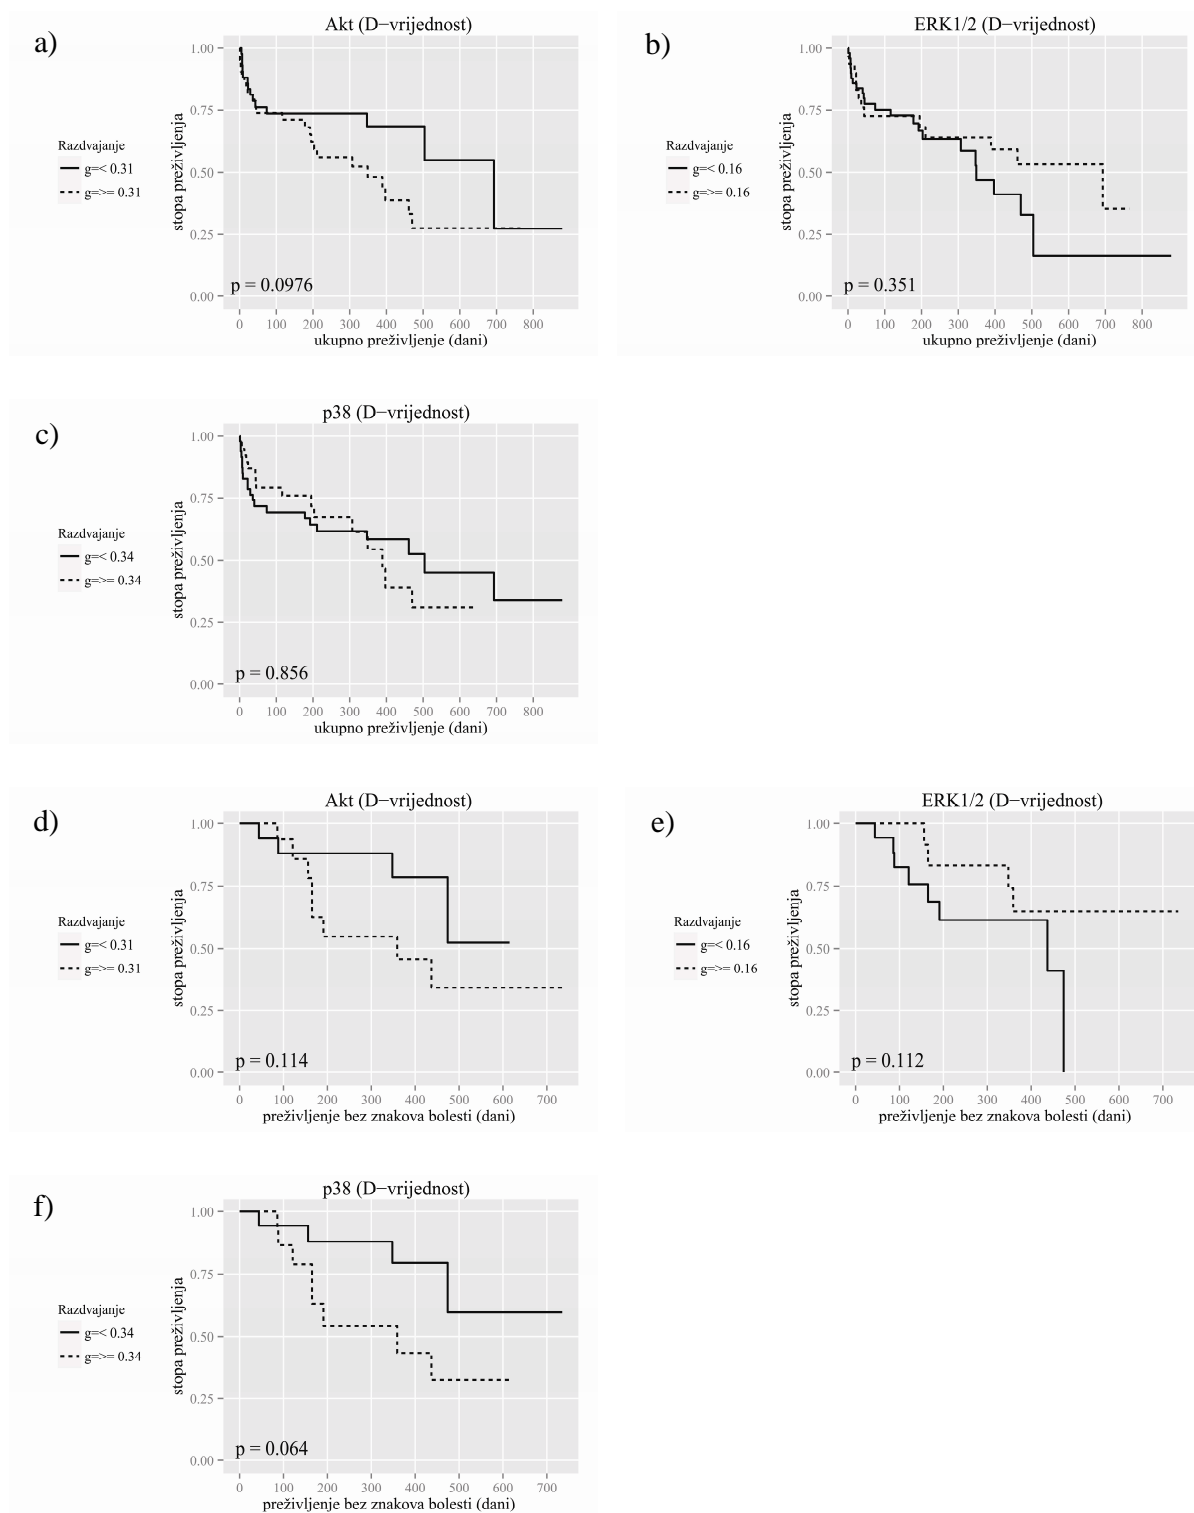 a)
Akt (D−vrijednost)
1.00
0.75
0.50
0.25
0.00
stopa preživljenja
Razdvajanje
g=< 0.31
g=>= 0.31
p = 0.0976
0 100 200 300 400 500 600 700 800
ukupno preživljenje (dani)
b)
ERK1/2 (D−vrijednost)
1.00
0.75
0.50
0.25
0.00
stopa preživljenja
Razdvajanje
g=< 0.16
g=>= 0.16
p = 0.351
0 100 200 300 400 500 600 700 800
ukupno preživljenje (dani)
c)
p38 (D−vrijednost)
1.00
0.75
0.50
0.25
0.00
stopa preživljenja
Razdvajanje
g=< 0.34
g=>= 0.34
p = 0.856
0 100 200 300 400 500 600 700 800
ukupno preživljenje (dani)
d)
Akt (D−vrijednost)
1.00
0.75
0.50
0.25
0.00
stopa preživljenja
Razdvajanje
g=< 0.31
g=>= 0.31
p = 0.114
0 100 200 300 400 500 600 700
preživljenje bez znakova bolesti (dani)
e)
ERK1/2 (D−vrijednost)
1.00
0.75
0.50
0.25
0.00
stopa preživljenja
Razdvajanje
g=< 0.16
g=>= 0.16
p = 0.112
0 100 200 300 400 500 600 700
preživljenje bez znakova bolesti (dani)
f)
p38 (D−vrijednost)
1.00
0.75
0.50
0.25
0.00
stopa preživljenja
Razdvajanje
g=< 0.34
g=>= 0.34
p = 0.064
0 100 200 300 400 500 600 700
preživljenje bez znakova bolesti (dani)